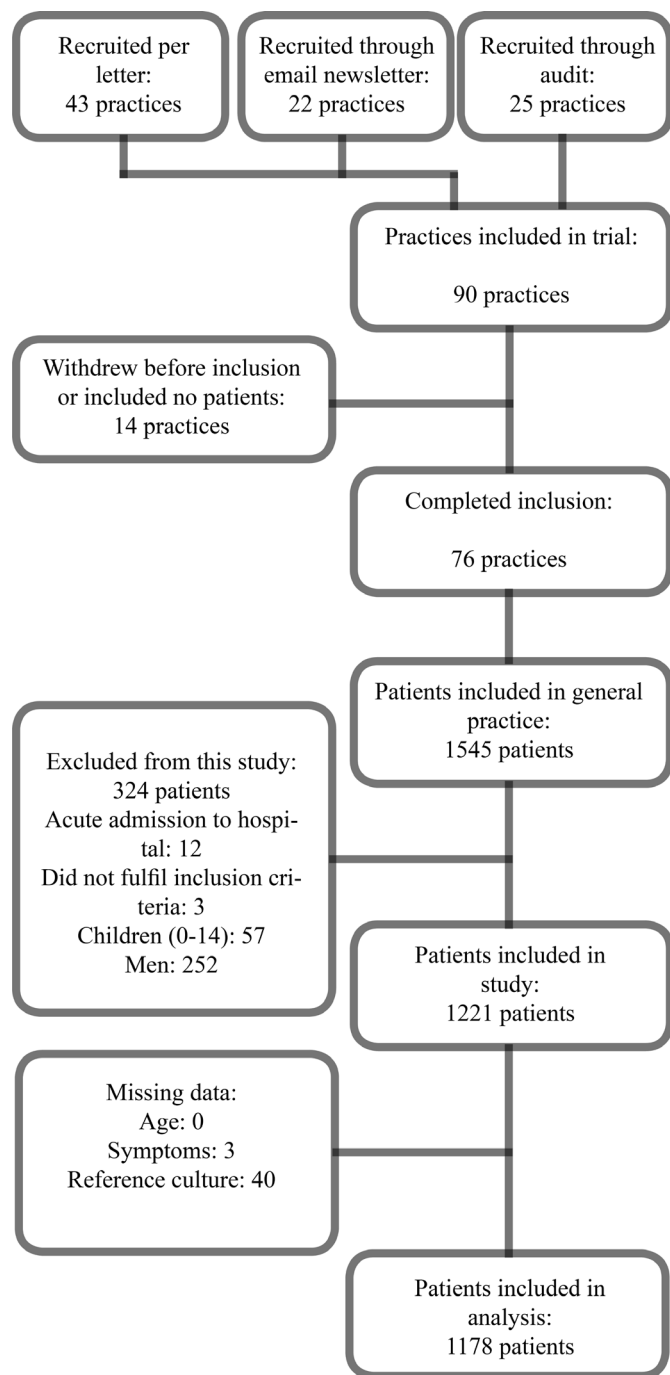 Recruited per
letter:
43 practices
Recruited through
email newsletter:
22 practices
Recruited through
audit:
25 practices
Practices included in trial:
90 practices
Withdrew before inclusion
or included no patients:
14 practices
Completed inclusion:
76 practices
Patients included in general
practice:
1545 patients
Excluded from this study:
324 patients
Acute admission to hospi-
tal: 12
Did not fulfil inclusion cri-
teria: 3
Children (0-14): 57
Men: 252
Patients included in
study:
1221 patients
Missing data:
Age: 0
Symptoms: 3
Reference culture: 40
Patients included in
analysis:
1178 patients